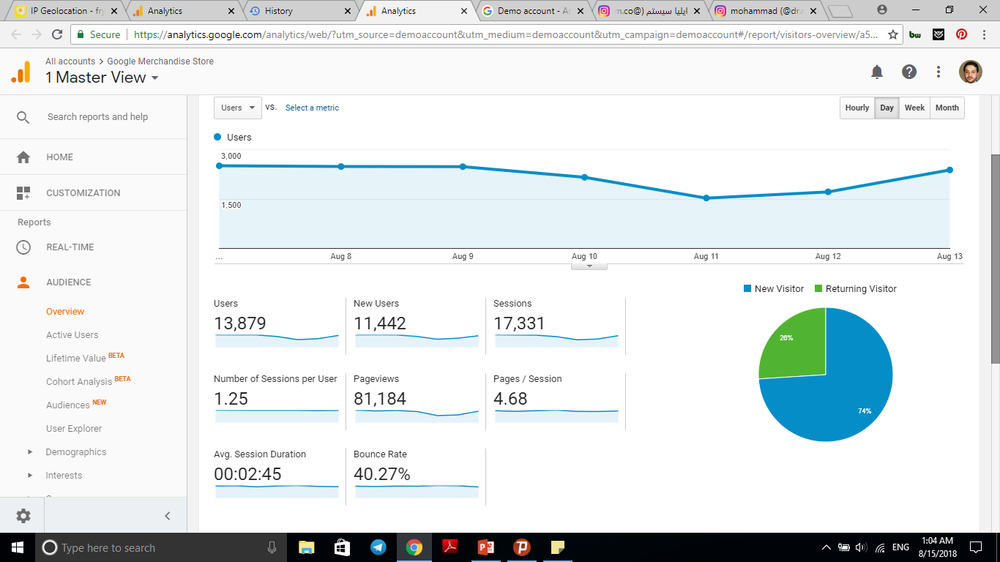 IP Geolocation - fry
Analytics
History
Analytics
Demo account - An
ایلیا سیستم (@m.co
mohammad (@dr.m
Secure
https://analytics.google.com/analytics/web/?utm_source=demoaccount&utm_medium=demoaccount&utm_campaign=demoaccount#/report/visitors-overview/a5...
bw
All accounts > Google Merchandise Store
1 Master View
Search reports and help
HOME
CUSTOMIZATION
Reports
REAL-TIME
AUDIENCE
Overview
Active Users
Lifetime Value BETA
Cohort Analysis BETA
Audiences NEW
User Explorer
Demographics
Interests
Users
vs.
Select a metric
Hourly
Day
Week
Month
Users
3,000
1,500
...
Aug 8
Aug 9
Aug 10
Aug 11
Aug 12
Aug 13
Users
13,879
New Users
11,442
Sessions
17,331
Number of Sessions per User
1.25
Pageviews
81,184
Pages / Session
4.68
Avg. Session Duration
00:02:45
Bounce Rate
40.27%
New Visitor
Returning Visitor
26%
74%
Type here to search
ENG
1:04 AM
8/15/2018